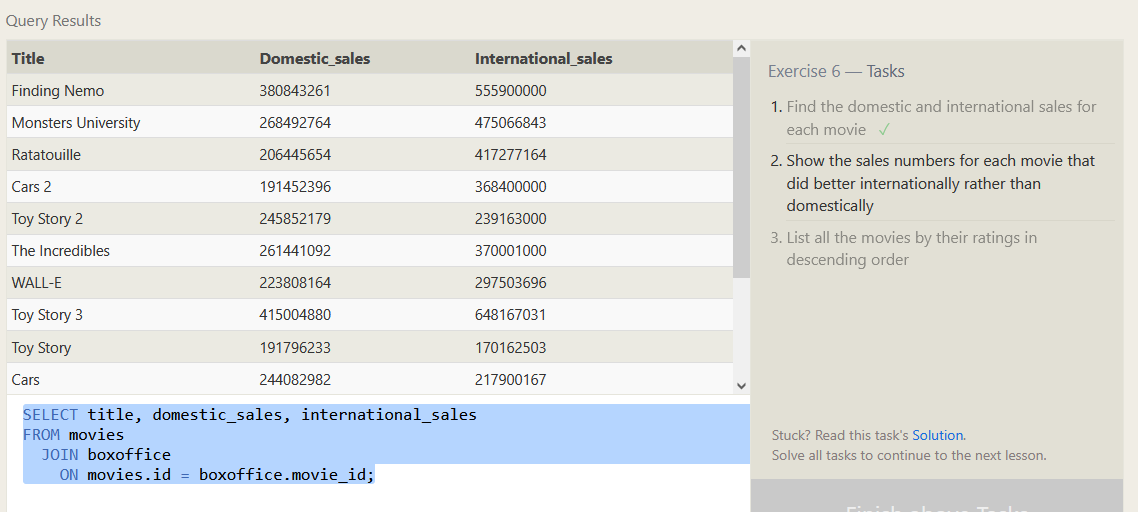 Query Results
Title Domestic_sales International_sales
Finding Nemo 380843261 555900000
Monsters University 268492764 475066843
Ratatouille 206445654 417277164
Cars 2 191452396 368400000
Toy Story 2 245852179 239163000
The Incredibles 261441092 370001000
WALL-E 223808164 297503696
Toy Story 3 415004880 648167031
Toy Story 191796233 170162503
Cars 244082982 217900167
SELECT title, domestic_sales, international_sales
FROM movies
  JOIN boxoffice
    ON movies.id = boxoffice.movie_id;
Exercise 6 — Tasks
1. Find the domestic and international sales for
each movie ✓
2. Show the sales numbers for each movie that
did better internationally rather than
domestically
3. List all the movies by their ratings in
descending order
Stuck? Read this task's Solution.
Solve all tasks to continue to the next lesson.
Finish above Tasks